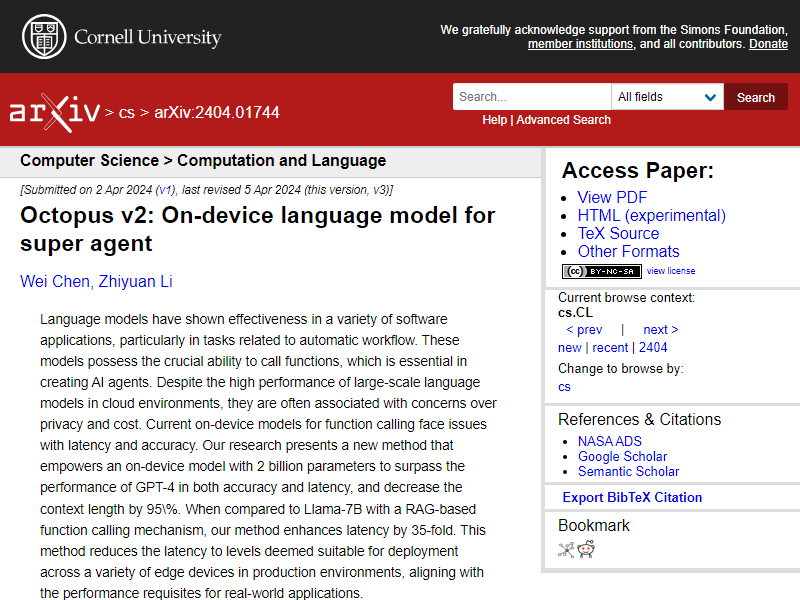 Cornell University
We gratefully acknowledge support from the Simons Foundation,
member institutions, and all contributors. Donate
arXiv > cs > arXiv:2404.01744
Search...
All fields
Search
Help | Advanced Search
Computer Science > Computation and Language
[Submitted on 2 Apr 2024 (v1), last revised 5 Apr 2024 (this version, v3)]
Octopus v2: On-device language model for
super agent
Wei Chen, Zhiyuan Li
Language models have shown effectiveness in a variety of software
applications, particularly in tasks related to automatic workflow. These
models possess the crucial ability to call functions, which is essential in
creating AI agents. Despite the high performance of large-scale language
models in cloud environments, they are often associated with concerns over
privacy and cost. Current on-device models for function calling face issues
with latency and accuracy. Our research presents a new method that
empowers an on-device model with 2 billion parameters to surpass the
performance of GPT-4 in both accuracy and latency, and decrease the
context length by 95\%. When compared to Llama-7B with a RAG-based
function calling mechanism, our method enhances latency by 35-fold. This
method reduces the latency to levels deemed suitable for deployment
across a variety of edge devices in production environments, aligning with
the performance requisites for real-world applications.
Access Paper:
View PDF
HTML (experimental)
TeX Source
Other Formats
(cc) BY-NC-SA view license
Current browse context:
cs.CL
< prev | next >
new | recent | 2404
Change to browse by:
cs
References & Citations
NASA ADS
Google Scholar
Semantic Scholar
Export BibTeX Citation
Bookmark